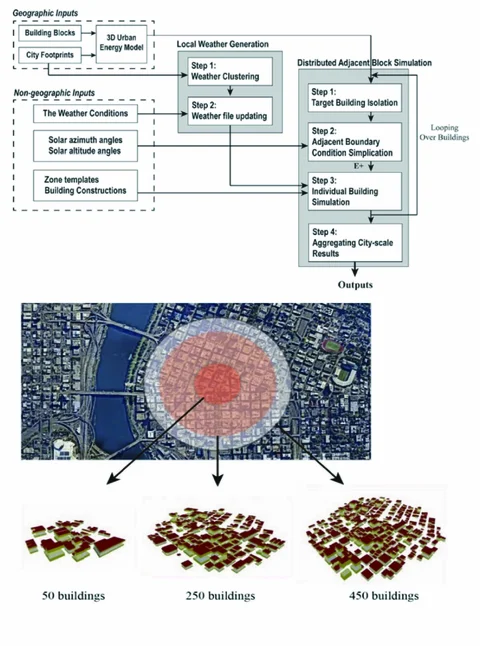 Geographic Inputs
Building Blocks
City Footprints
3D Urban
Energy Model
Non-geographic Inputs
The Weather Conditions
Solar azimuth angles
Solar altitude angles
Zone templates
Building Constructions
Local Weather Generation
Step 1:
Weather Clustering
Step 2:
Weather file updating
Distributed Adjacent Block Simulation
Step 1:
Target Building Isolation
Step 2:
Adjacent Boundary
Condition Simplication
E+
Step 3:
Individual Building
Simulation
Step 4:
Aggregating City-scale
Results
Looping
Over Buildings
Outputs
50 buildings
250 buildings
450 buildings